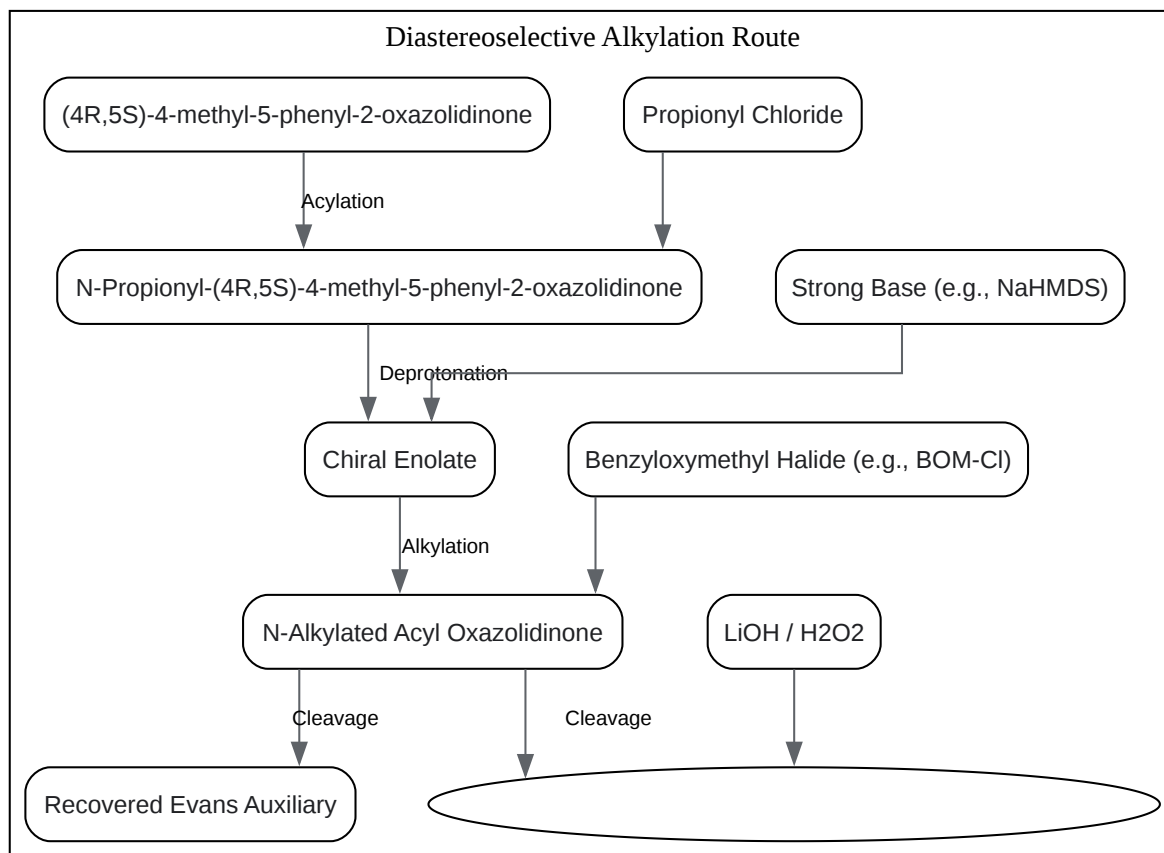 Diastereoselective Alkylation Route
(4R,5S)-4-methyl-5-phenyl-2-oxazolidinone
Propionyl Chloride
Acylation
N-Propionyl-(4R,5S)-4-methyl-5-phenyl-2-oxazolidinone
Strong Base (e.g., NaHMDS)
Deprotonation
Chiral Enolate
Benzyloxymethyl Halide (e.g., BOM-Cl)
Alkylation
N-Alkylated Acyl Oxazolidinone
LiOH / H2O2
Cleavage
Cleavage
Recovered Evans Auxiliary